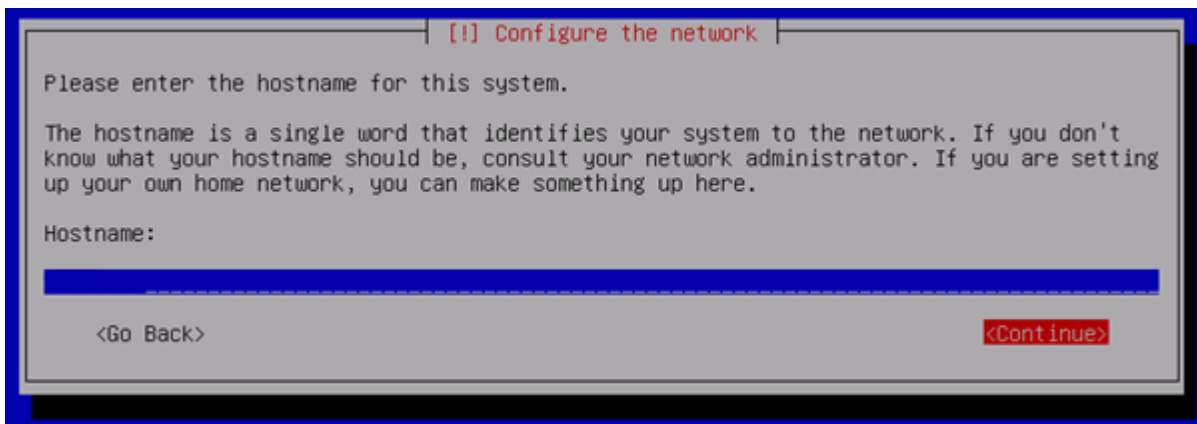 [!] Configure the network
Please enter the hostname for this system.
The hostname is a single word that identifies your system to the network. If you don't
know what your hostname should be, consult your network administrator. If you are setting
up your own home network, you can make something up here.
Hostname:
<Go Back> <Continue>